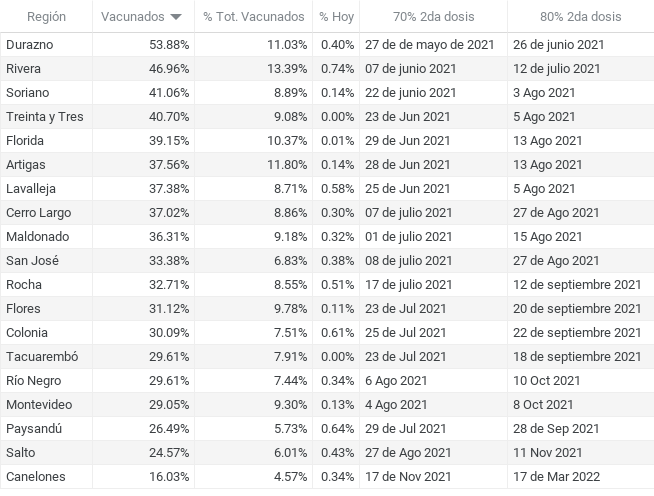 Región Vacunados % Tot. Vacunados % Hoy 70% 2da dosis 80% 2da dosis
Durazno 53.88% 11.03% 0.40% 27 de de mayo de 2021 26 de junio 2021
Rivera 46.96% 13.39% 0.74% 07 de junio 2021 12 de julio 2021
Soriano 41.06% 8.89% 0.14% 22 de junio 2021 3 Ago 2021
Treinta y Tres 40.70% 9.08% 0.00% 23 de Jun 2021 5 Ago 2021
Florida 39.15% 10.37% 0.01% 29 de Jun 2021 13 Ago 2021
Artigas 37.56% 11.80% 0.14% 28 de Jun 2021 13 Ago 2021
Lavalleja 37.38% 8.71% 0.58% 25 de Jun 2021 5 Ago 2021
Cerro Largo 37.02% 8.86% 0.30% 07 de julio 2021 27 de Ago 2021
Maldonado 36.31% 9.18% 0.32% 01 de julio 2021 15 Ago 2021
San José 33.38% 6.83% 0.38% 08 de julio 2021 27 de Ago 2021
Rocha 32.71% 8.55% 0.51% 17 de julio 2021 12 de septiembre 2021
Flores 31.12% 9.78% 0.11% 23 de Jul 2021 20 de septiembre 2021
Colonia 30.09% 7.51% 0.61% 25 de Jul 2021 22 de septiembre 2021
Tacuarembó 29.61% 7.91% 0.00% 23 de Jul 2021 18 de septiembre 2021
Río Negro 29.61% 7.44% 0.34% 6 Ago 2021 10 Oct 2021
Montevideo 29.05% 9.30% 0.13% 4 Ago 2021 8 Oct 2021
Paysandú 26.49% 5.73% 0.64% 29 de Jul 2021 28 de Sep 2021
Salto 24.57% 6.01% 0.43% 27 de Ago 2021 11 Nov 2021
Canelones 16.03% 4.57% 0.34% 17 de Nov 2021 17 de Mar 2022